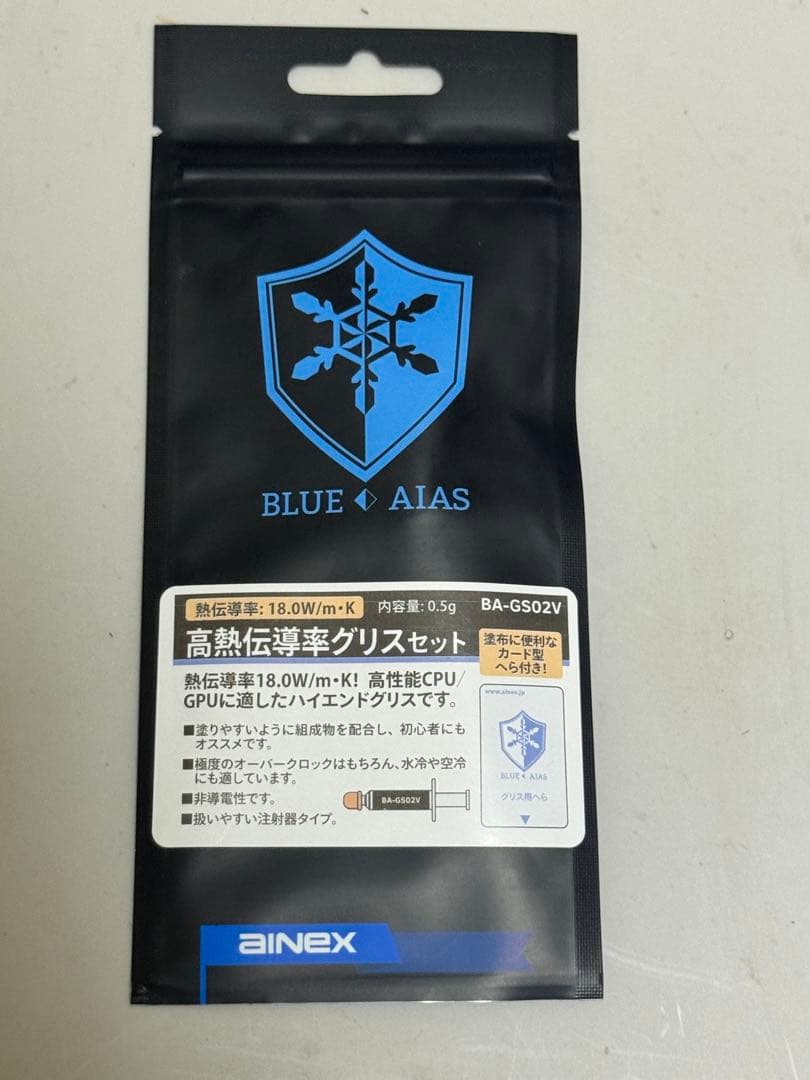 BLUE AIAS
熱伝導率: 18.0W/m・K 内容量: 0.5g BA-GS02V
高熱伝導率グリスセット
塗布に便利な
カード型
へら付き!
熱伝導率18.0W/m・K! 高性能CPU/
GPUに適したハイエンドグリスです。
■塗りやすいように組成物を配合し、初心者にも
オススメです。
■極度のオーバークロックはもちろん、水冷や空冷
にも適しています。
■非導電性です。
■扱いやすい注射器タイプ。
BA-GS02V
www.ainex.jp
BLUE AIAS
グリス用へら
AINEX